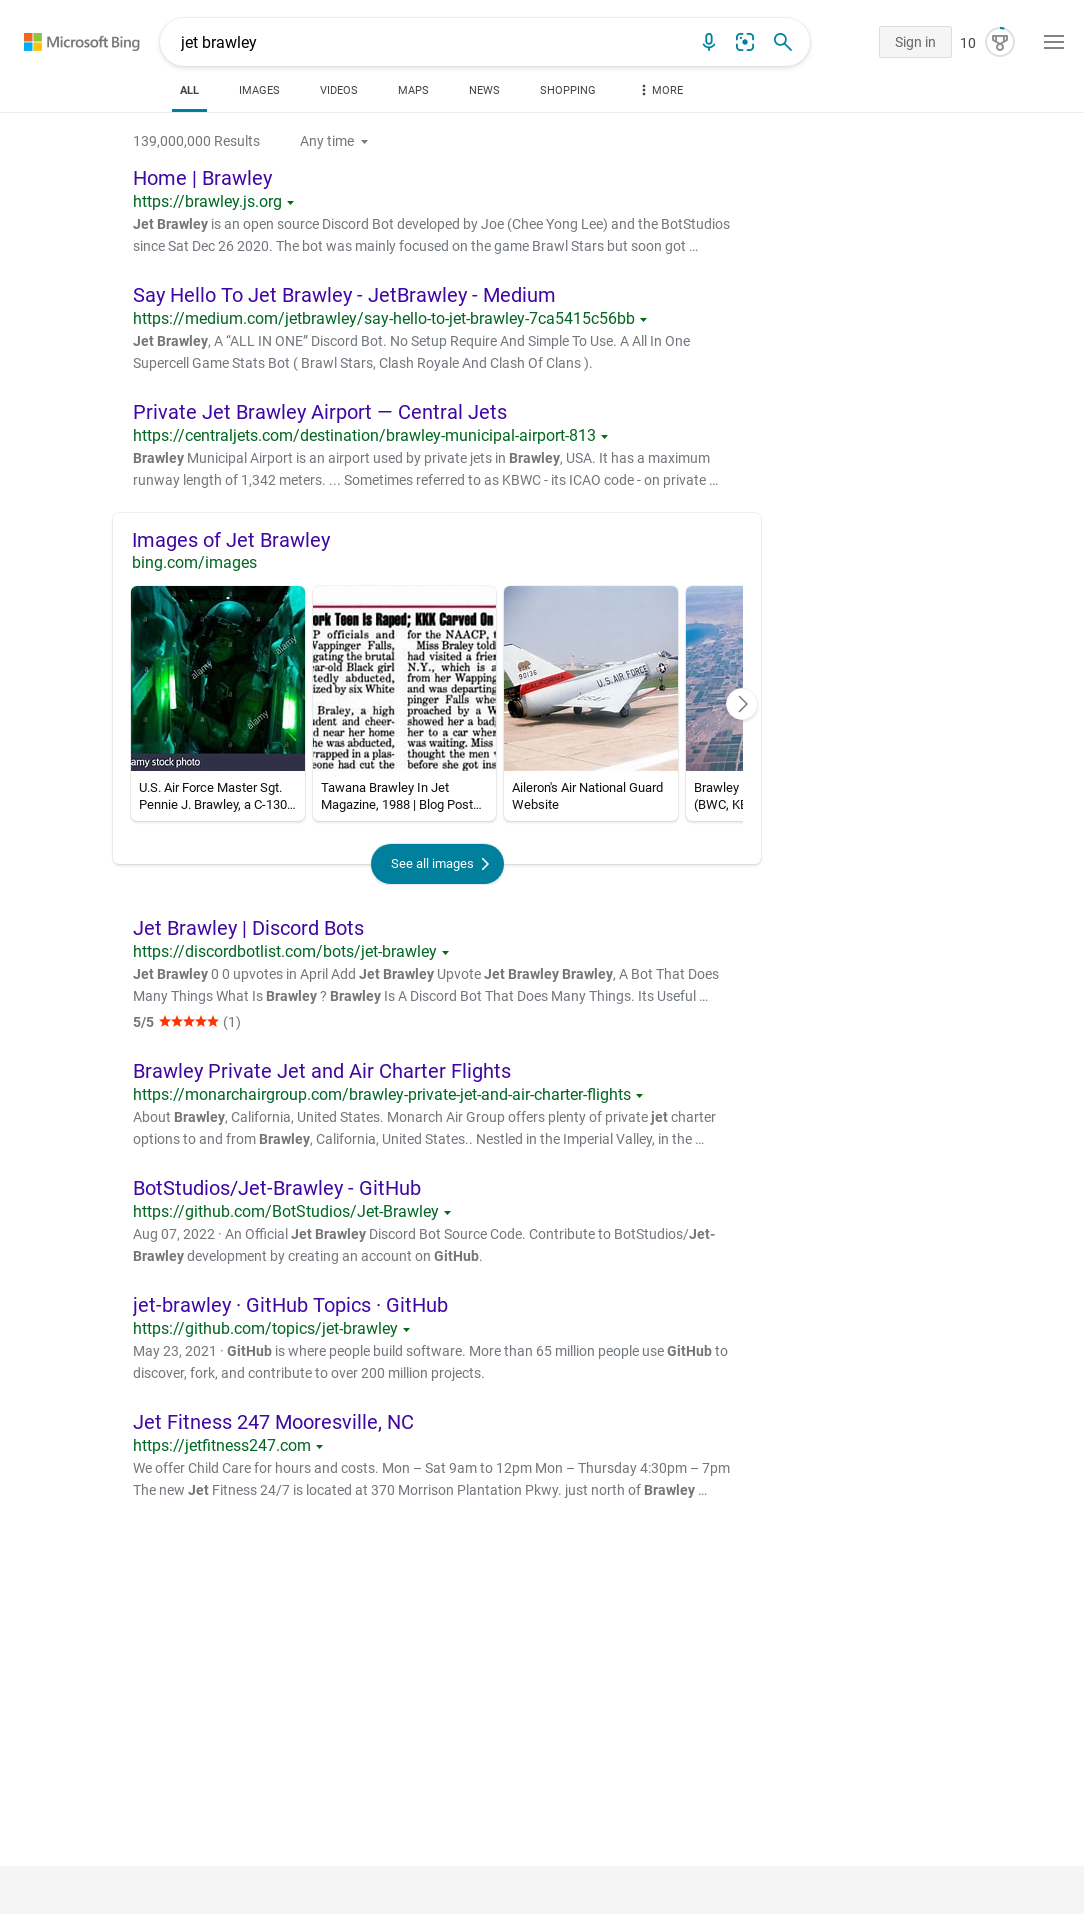 Microsoft Bing
jet brawley
Sign in
10
ALL
IMAGES
VIDEOS
MAPS
NEWS
SHOPPING
MORE
139,000,000 Results
Any time
Home | Brawley
https://brawley.js.org
Jet Brawley is an open source Discord Bot developed by Joe (Chee Yong Lee) and the BotStudios
since Sat Dec 26 2020. The bot was mainly focused on the game Brawl Stars but soon got …
Say Hello To Jet Brawley - JetBrawley - Medium
https://medium.com/jetbrawley/say-hello-to-jet-brawley-7ca5415c56bb
Jet Brawley, A “ALL IN ONE” Discord Bot. No Setup Require And Simple To Use. A All In One
Supercell Game Stats Bot ( Brawl Stars, Clash Royale And Clash Of Clans ).
Private Jet Brawley Airport — Central Jets
https://centraljets.com/destination/brawley-municipal-airport-813
Brawley Municipal Airport is an airport used by private jets in Brawley, USA. It has a maximum
runway length of 1,342 meters. ... Sometimes referred to as KBWC - its ICAO code - on private …
Images of Jet Brawley
bing.com/images
a a
alamy
alamy
a a
alamy
a
amy stock photo
U.S. Air Force Master Sgt.
Pennie J. Brawley, a C-130…
ork Teen Is Raped; KKK Carved On
P officials and
Wappinger Falls,
gating the brutal
ear-old Black girl
tedly abducted,
ized by six White
Braley, a high
udent and cheer-
d near her home
he was abducted,
wrapped in a plas-
eone had cut the
for the NAACP, t
Miss Braley told
had visited a frien
N.Y., which is a
from her Wapping
and was departing
pinger Falls whe
proached by a W
showed her a bad
her to a car wher
was waiting. Miss
thought the men w
before she got ins
Tawana Brawley In Jet
Magazine, 1988 | Blog Post…
90136
CALIFORNIA
U.S. AIR FORCE
Aileron's Air National Guard
Website
Brawley
(BWC, KE
See all images
Jet Brawley | Discord Bots
https://discordbotlist.com/bots/jet-brawley
Jet Brawley 0 0 upvotes in April Add Jet Brawley Upvote Jet Brawley Brawley, A Bot That Does
Many Things What Is Brawley ? Brawley Is A Discord Bot That Does Many Things. Its Useful …
5/5 ★★★★★ (1)
Brawley Private Jet and Air Charter Flights
https://monarchairgroup.com/brawley-private-jet-and-air-charter-flights
About Brawley, California, United States. Monarch Air Group offers plenty of private jet charter
options to and from Brawley, California, United States.. Nestled in the Imperial Valley, in the …
BotStudios/Jet-Brawley - GitHub
https://github.com/BotStudios/Jet-Brawley
Aug 07, 2022 · An Official Jet Brawley Discord Bot Source Code. Contribute to BotStudios/Jet-
Brawley development by creating an account on GitHub.
jet-brawley · GitHub Topics · GitHub
https://github.com/topics/jet-brawley
May 23, 2021 · GitHub is where people build software. More than 65 million people use GitHub to
discover, fork, and contribute to over 200 million projects.
Jet Fitness 247 Mooresville, NC
https://jetfitness247.com
We offer Child Care for hours and costs. Mon – Sat 9am to 12pm Mon – Thursday 4:30pm – 7pm
The new Jet Fitness 24/7 is located at 370 Morrison Plantation Pkwy. just north of Brawley …